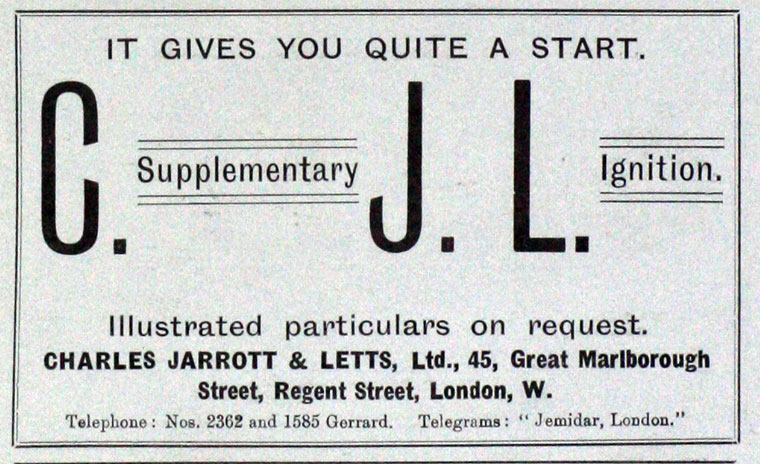 IT GIVES YOU QUITE A START.
C. Supplementary J. L. Ignition.
Illustrated particulars on request.
CHARLES JARROTT & LETTS, Ltd., 45, Great Marlborough
Street, Regent Street, London, W.
Telephone: Nos. 2362 and 1585 Gerrard. Telegrams: "Jemidar, London."